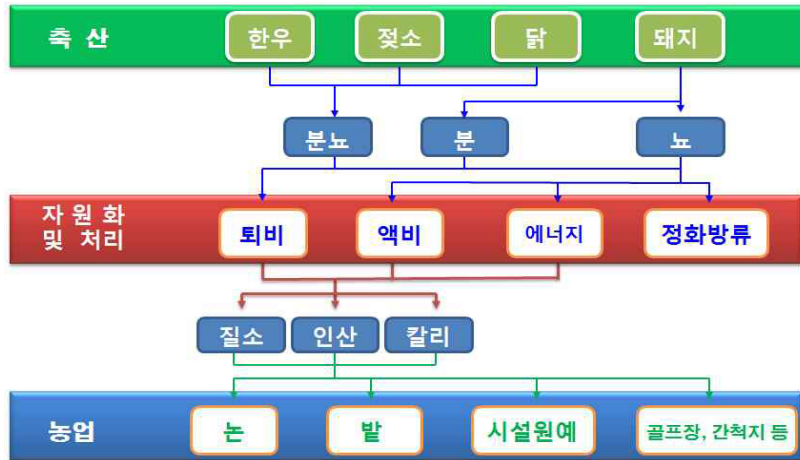 축 산
한우
젖소
닭
돼지
분뇨
분
뇨
자 원 화
및 처리
퇴비
액비
에너지
정화방류
질소
인산
칼리
농업
논
밭
시설원예
골프장, 간척지 등